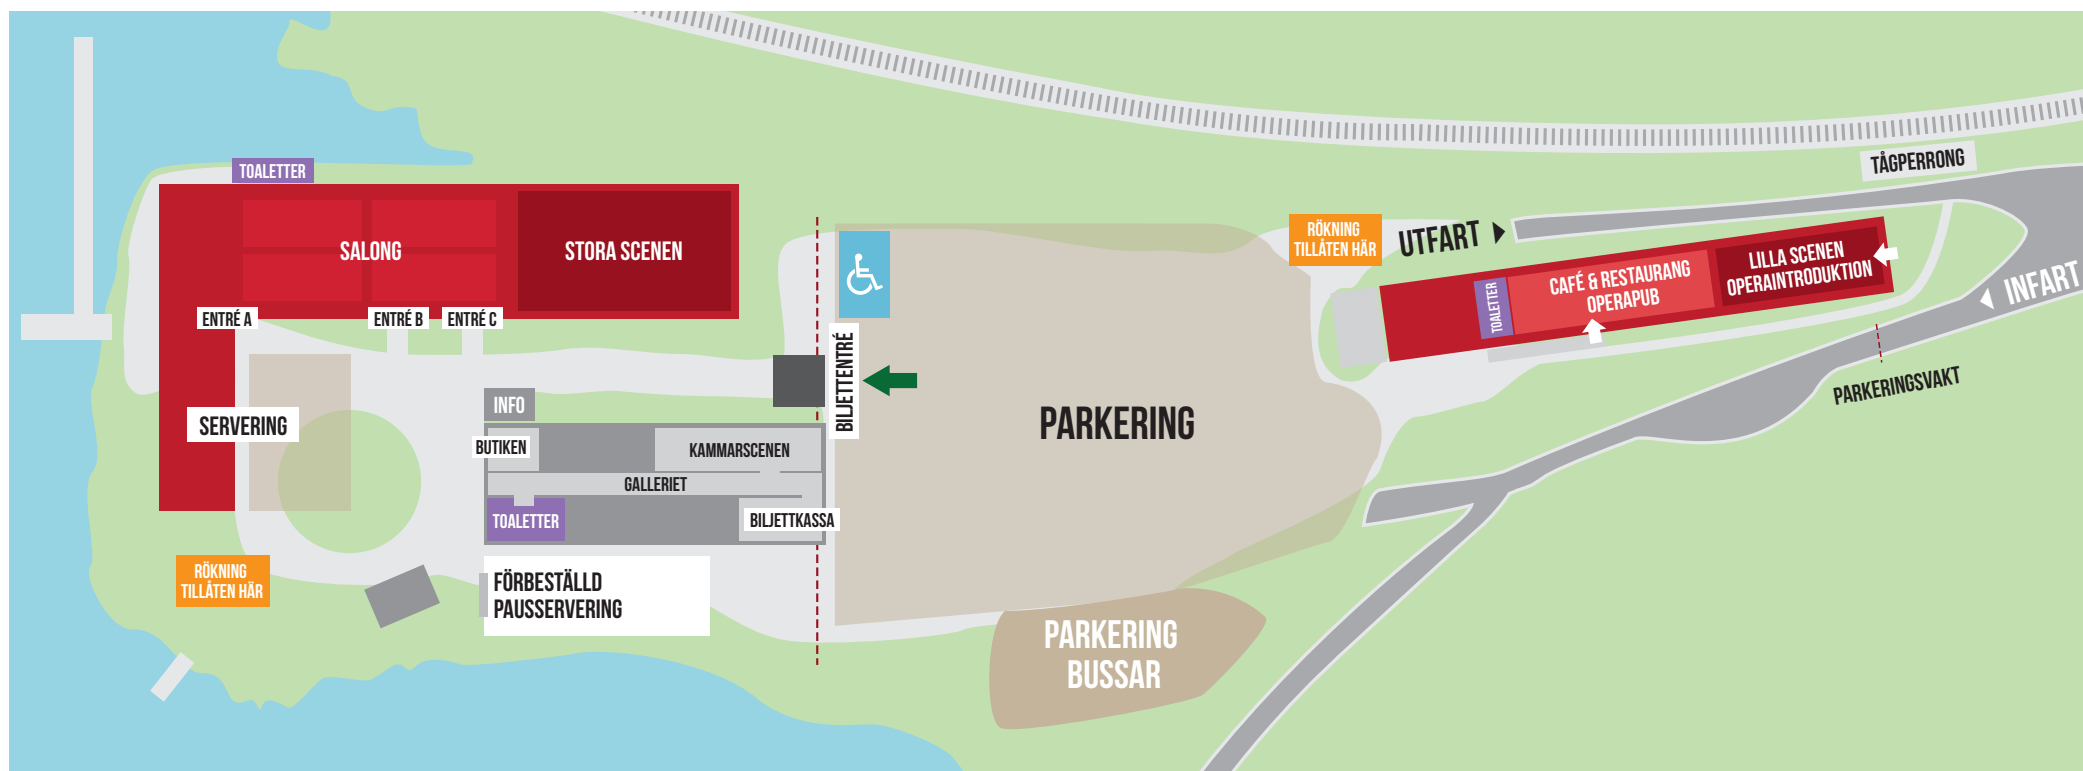 TOALETTER
SALONG
STORA SCENEN
ENTRÉ A
ENTRÉ B
ENTRÉ C
SERVERING
INFO
BUTIKEN
KAMMARSCENEN
GALLERIET
TOALETTER
BILJETTKASSA
RÖKNING
TILLÅTEN HÄR
FÖRBESTÄLLD
PAUSSERVERING
BILJETTENTRÉ
PARKERING
PARKERING
BUSSAR
RÖKNING
TILLÅTEN HÄR
UTFART
TOALETTER
CAFÉ & RESTAURANG
OPERAPUB
LILLA SCENEN
OPERAINTRODUKTION
TÅGPERRONG
INFART
PARKERINGSVAKT